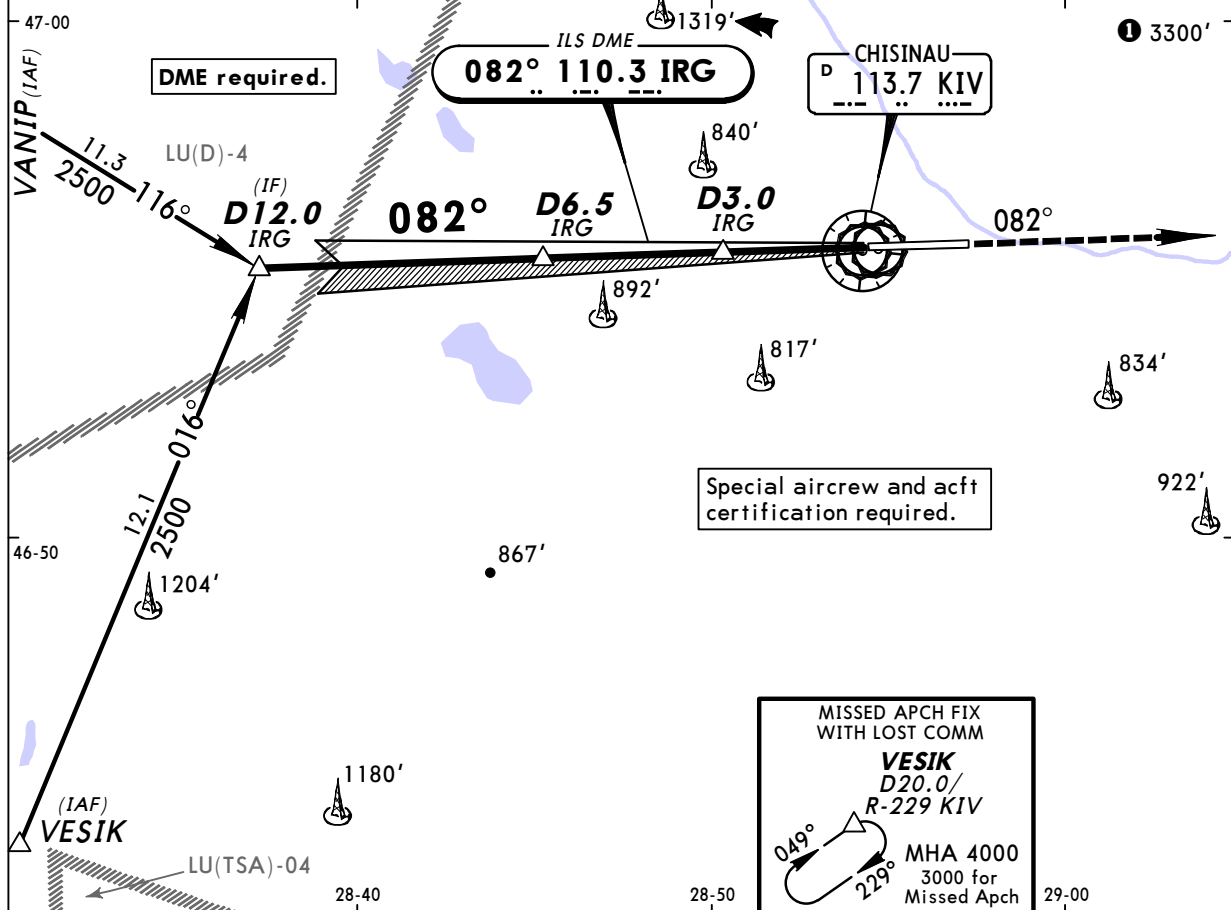 47-00
1319'
❶ 3300'
DME required.
ILS DME
082° 110.3 IRG
CHISINAU
D 113.7 KIV
VANIP (IAF)
11.3
2500
116°
LU(D)-4
840'
(IF)
D12.0
IRG
082°
D6.5
IRG
D3.0
IRG
082°
892'
817'
834'
016°
12.1
2500
Special aircrew and acft
certification required.
922'
46-50
867'
1204'
1180'
(IAF)
VESIK
LU(TSA)-04
MISSED APCH FIX
WITH LOST COMM
VESIK
D20.0/
R-229 KIV
049°
229°
MHA 4000
3000 for
Missed Apch
28-40
28-50
29-00